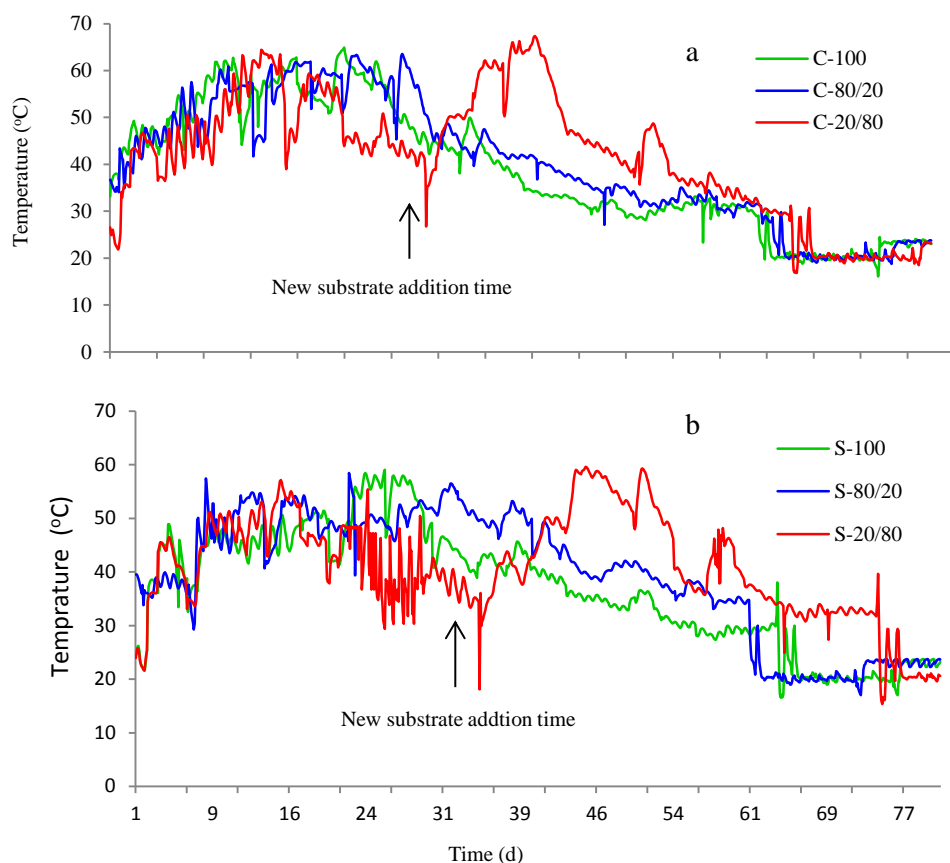 70
60
50
40
30
20
10
0
Temperature (°C)
a
C-100
C-80/20
C-20/80
New substrate addition time
70
60
50
40
30
20
10
0
Temprature (°C)
b
S-100
S-80/20
S-20/80
New substrate addtion time
1 9 16 24 31 39 46 54 61 69 77
Time (d)